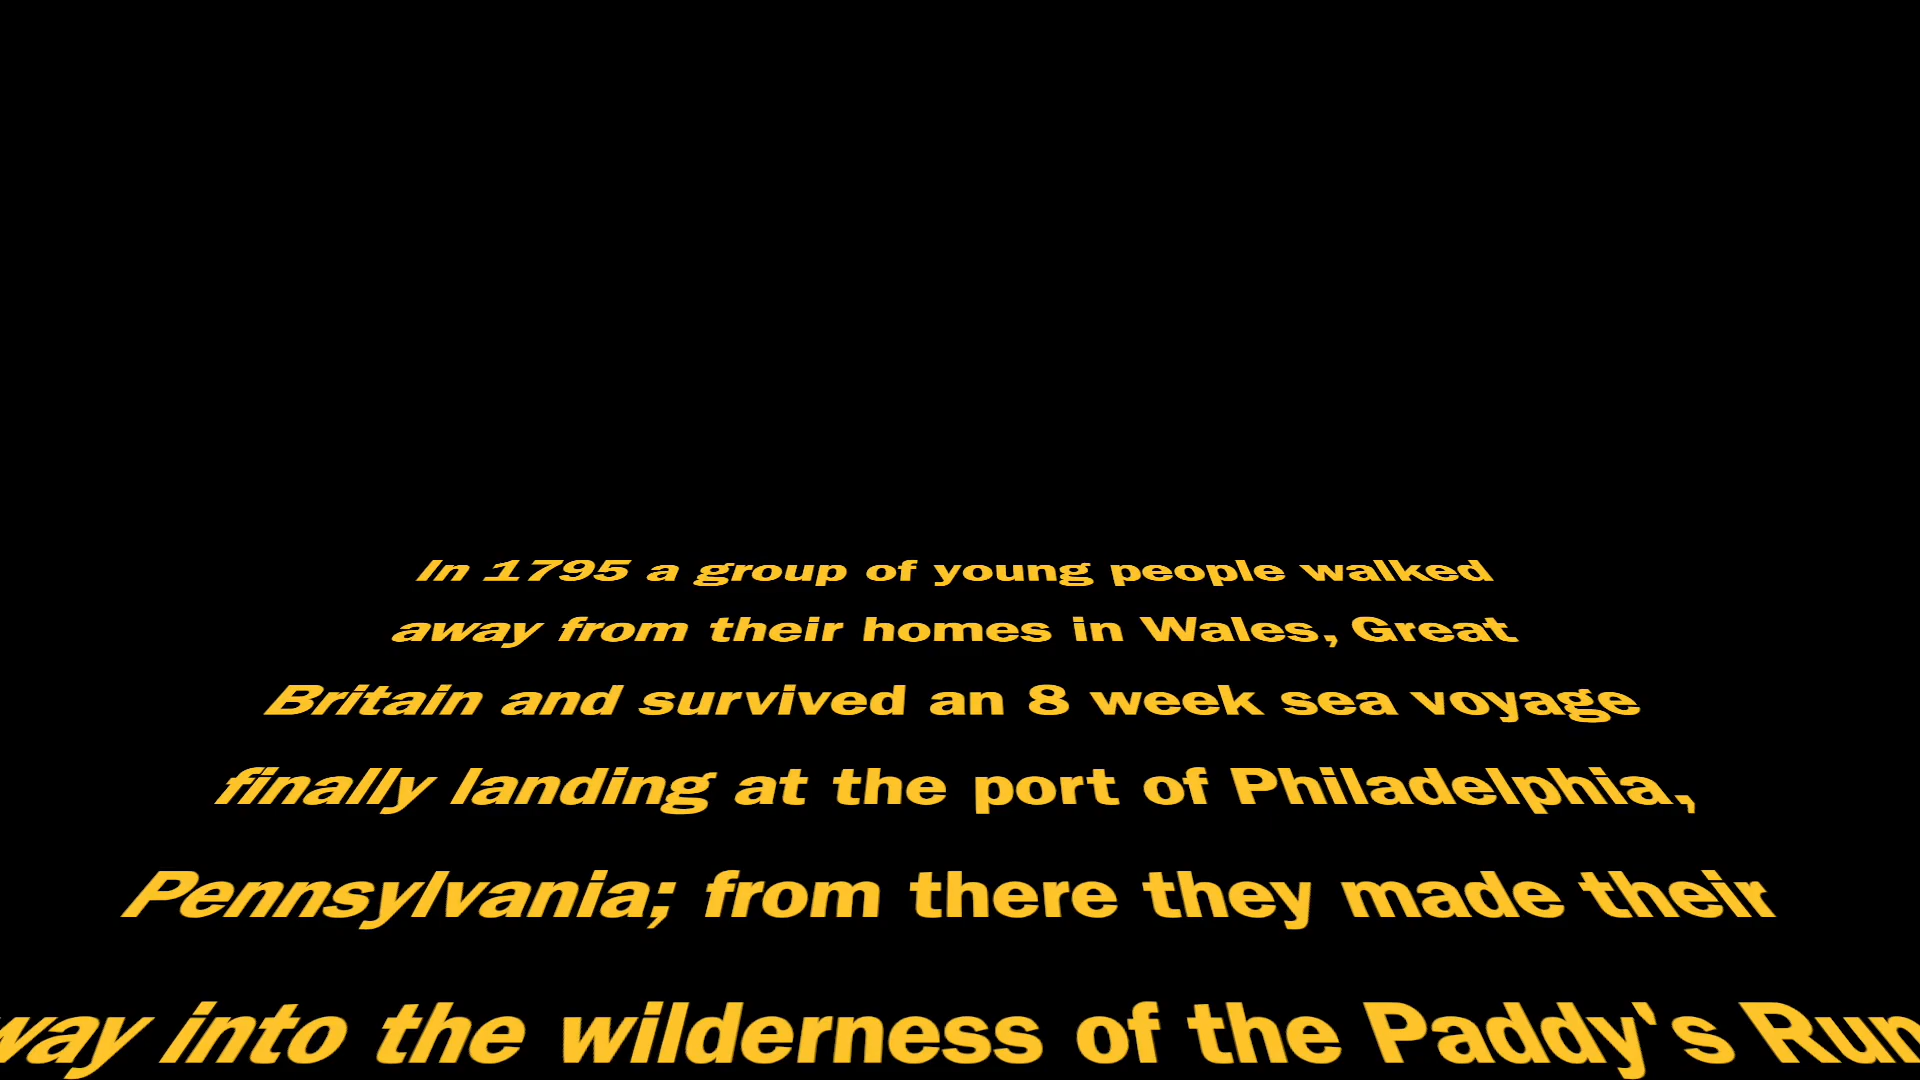 In 1795 a group of young people walked
away from their homes in Wales, Great
Britain and survived an 8 week sea voyage
finally landing at the port of Philadelphia,
Pennsylvania; from there they made their
way into the wilderness of the Paddy's Run